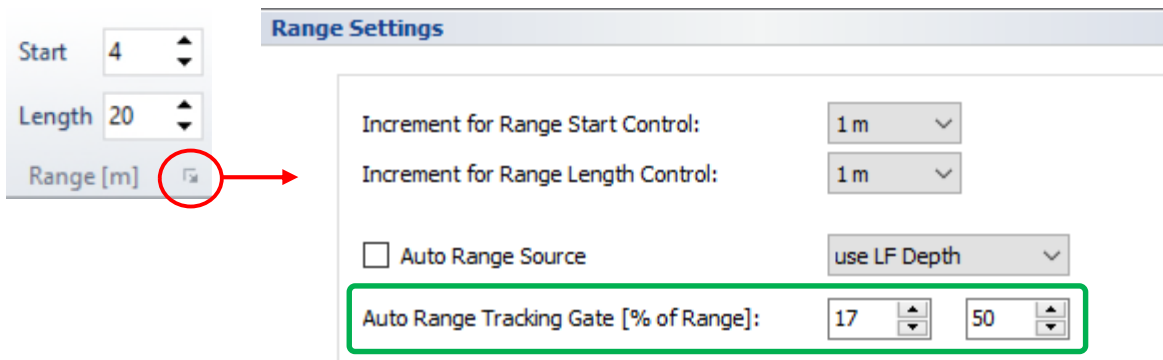 Start 4
Length 20
Range [m]
Range Settings
Increment for Range Start Control: 1 m
Increment for Range Length Control: 1 m
Auto Range Source use LF Depth
Auto Range Tracking Gate [% of Range]: 17 50